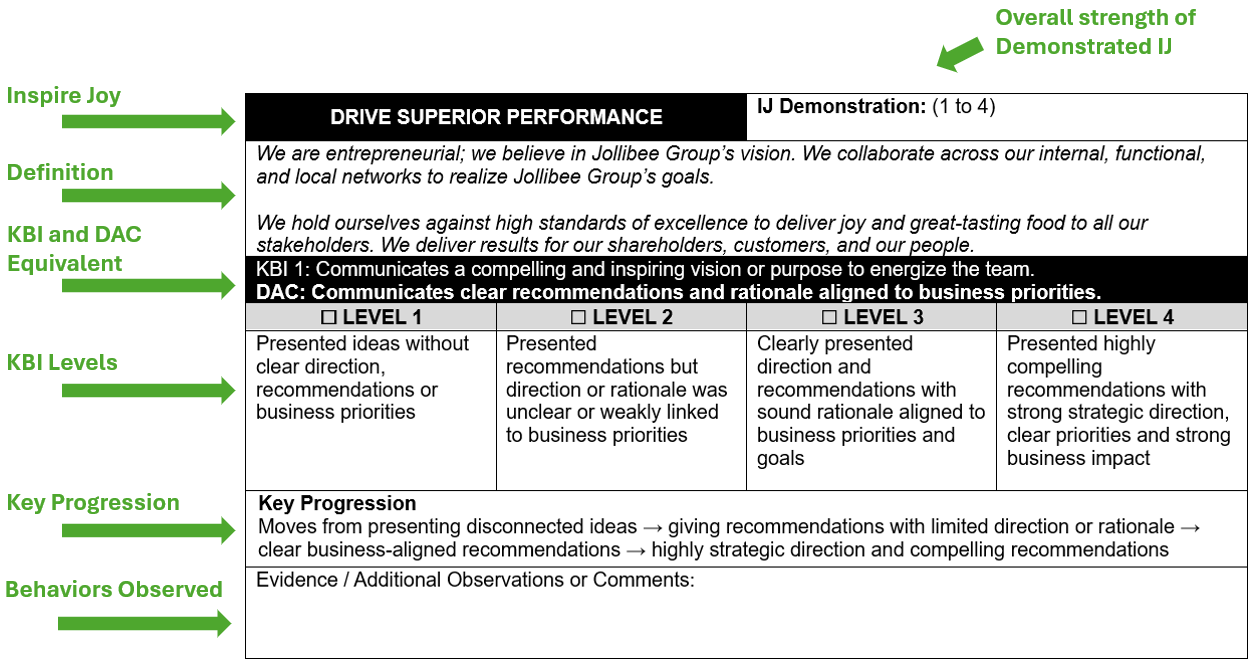 Overall strength of
Demonstrated IJ
Inspire Joy
DRIVE SUPERIOR PERFORMANCE
IJ Demonstration: (1 to 4)
Definition
We are entrepreneurial; we believe in Jollibee Group’s vision. We collaborate across our internal, functional,
and local networks to realize Jollibee Group’s goals.
We hold ourselves against high standards of excellence to deliver joy and great-tasting food to all our
stakeholders. We deliver results for our shareholders, customers, and our people.
KBI and DAC
Equivalent
KBI 1: Communicates a compelling and inspiring vision or purpose to energize the team.
DAC: Communicates clear recommendations and rationale aligned to business priorities.
KBI Levels
☐ LEVEL 1
Presented ideas without
clear direction,
recommendations or
business priorities
☐ LEVEL 2
Presented
recommendations but
direction or rationale was
unclear or weakly linked
to business priorities
☐ LEVEL 3
Clearly presented
direction and
recommendations with
sound rationale aligned to
business priorities and
goals
☐ LEVEL 4
Presented highly
compelling
recommendations with
strong strategic direction,
clear priorities and strong
business impact
Key Progression
Key Progression
Moves from presenting disconnected ideas → giving recommendations with limited direction or rationale →
clear business-aligned recommendations → highly strategic direction and compelling recommendations
Behaviors Observed
Evidence / Additional Observations or Comments: